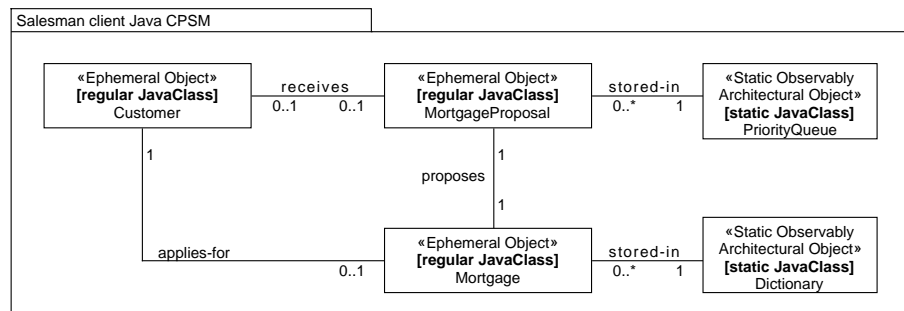 Salesman client Java CPSM
«Ephemeral Object»
[regular JavaClass]
Customer
receives
0..1 0..1
«Ephemeral Object»
[regular JavaClass]
MortgageProposal
stored-in
0..* 1
«Static Observably
Architectural Object»
[static JavaClass]
PriorityQueue
1
1
proposes
1
applies-for
0..1
«Ephemeral Object»
[regular JavaClass]
Mortgage
stored-in
0..* 1
«Static Observably
Architectural Object»
[static JavaClass]
Dictionary